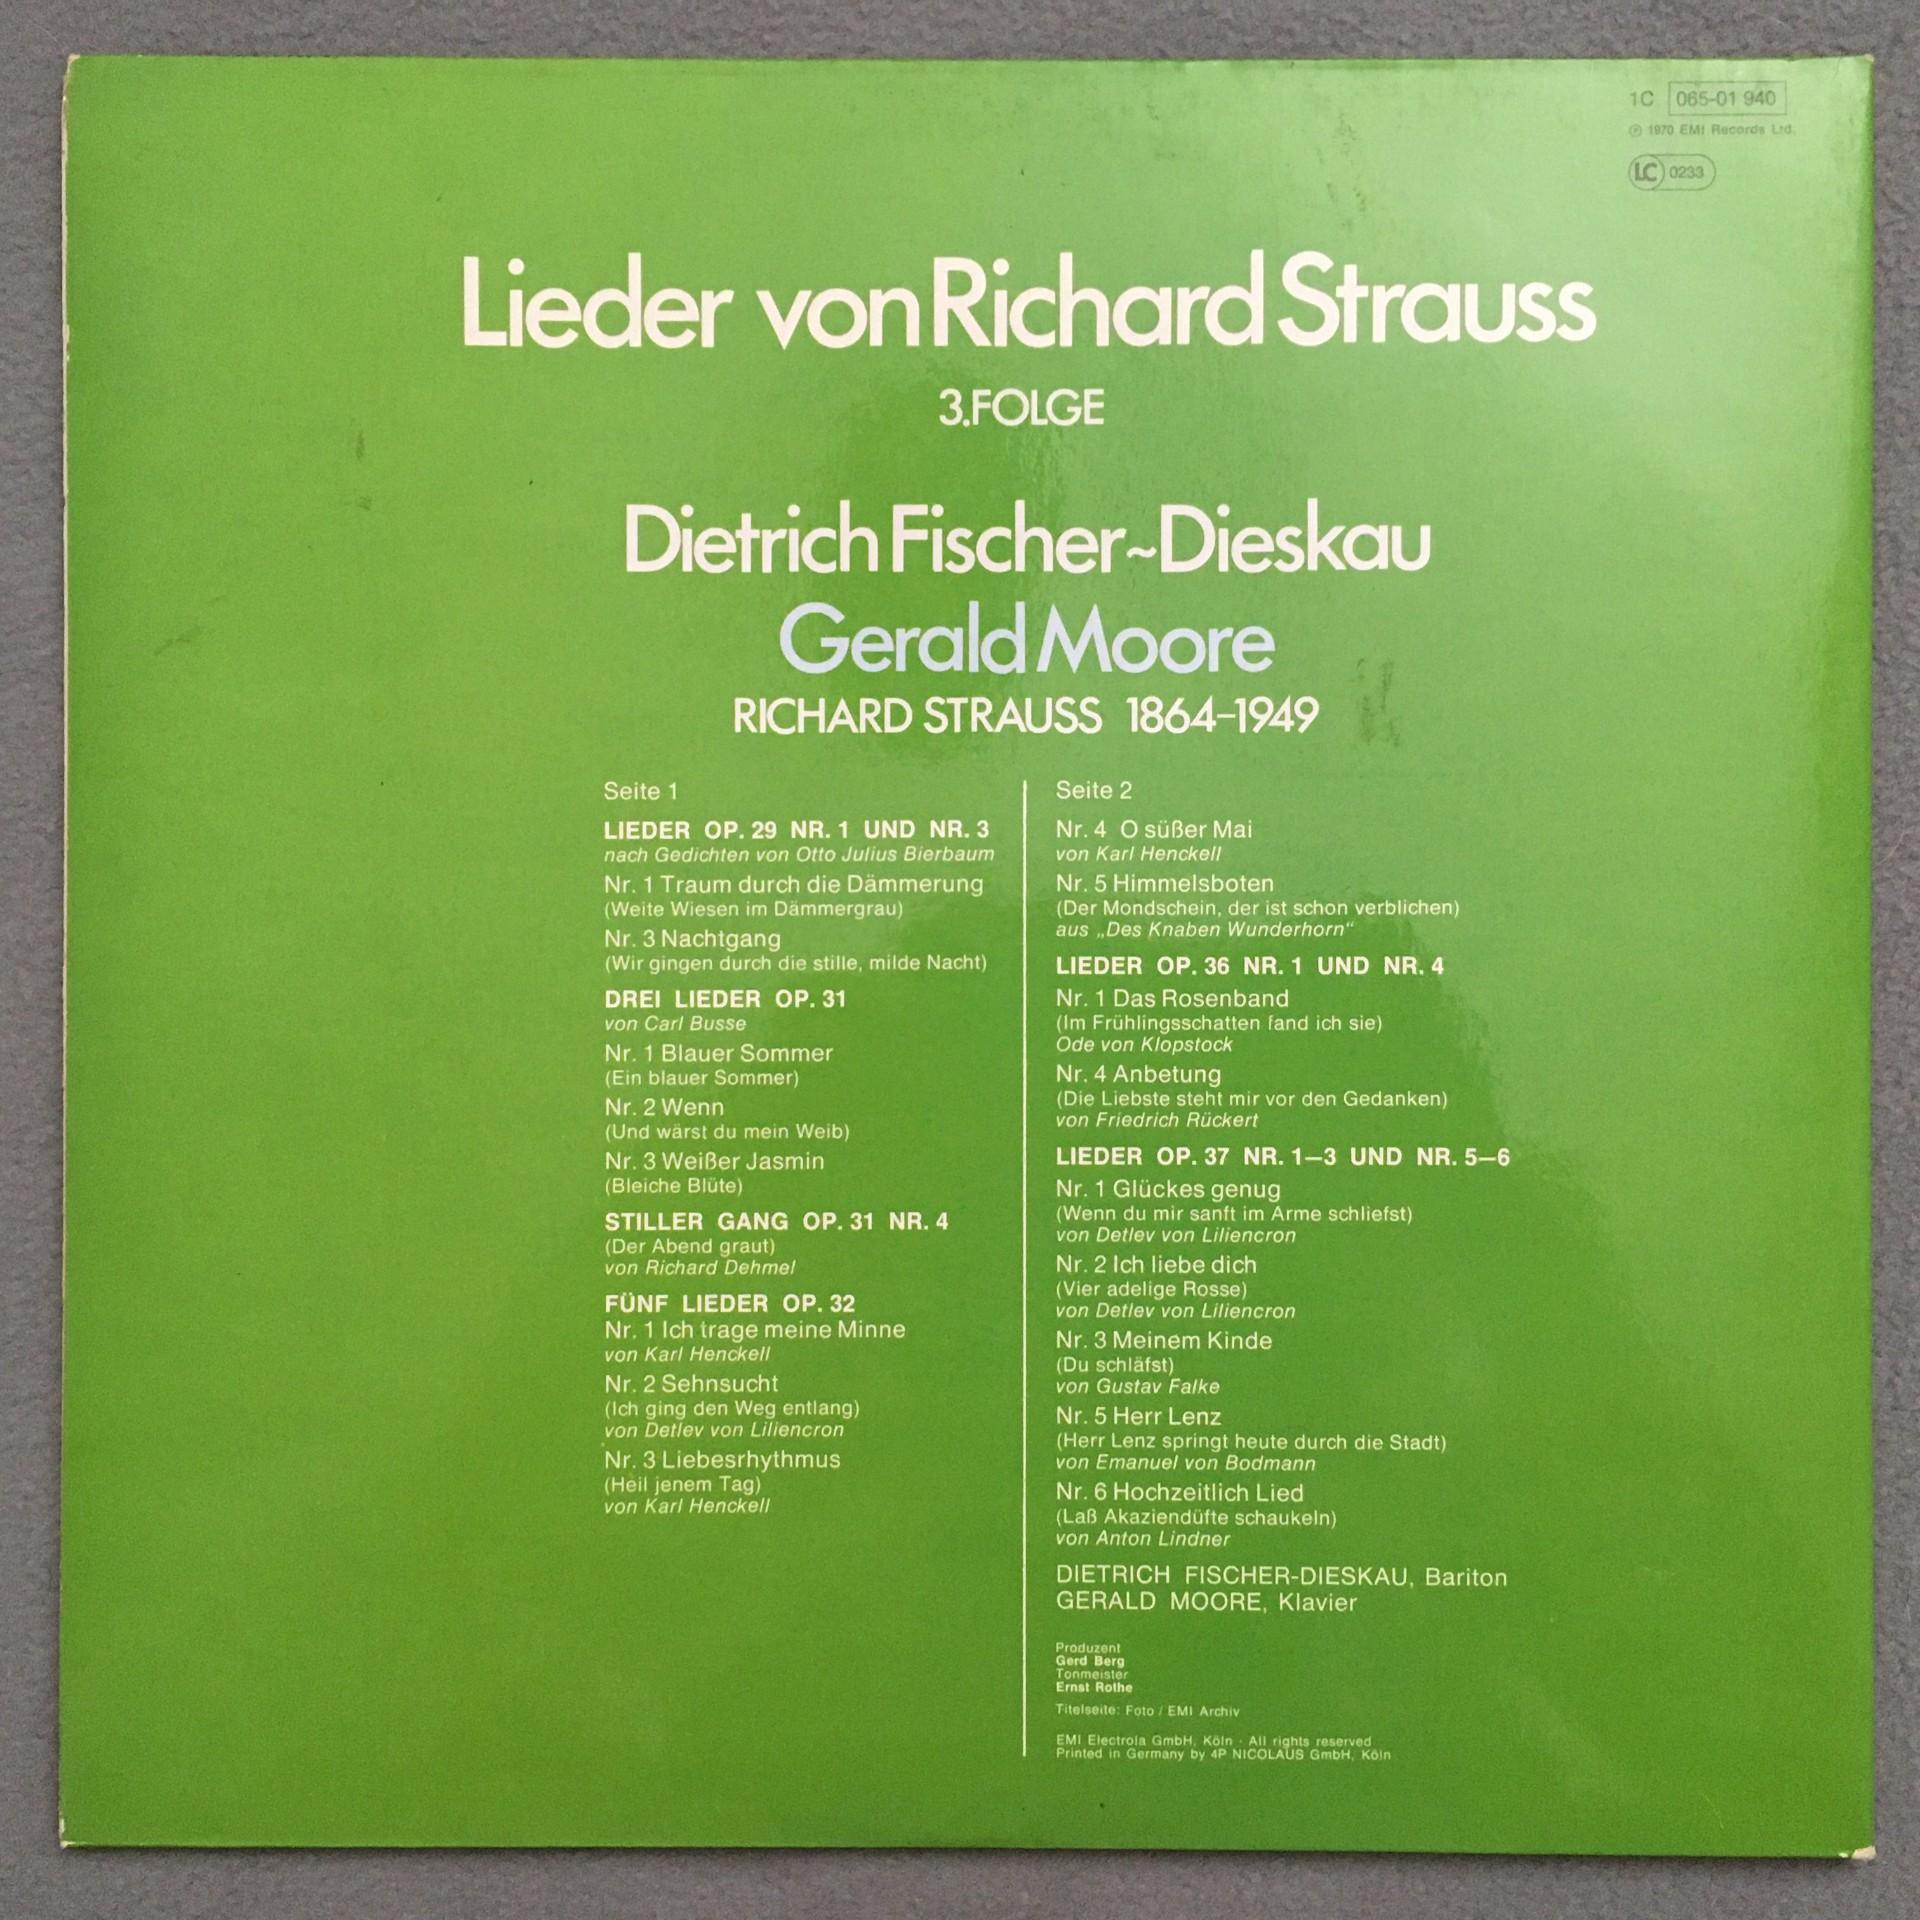 1C 065-01 940
℗ 1970 EMI Records Ltd.
LC 0233
Lieder von Richard Strauss
3.FOLGE
Dietrich Fischer~Dieskau
Gerald Moore
RICHARD STRAUSS 1864–1949
Seite 1
LIEDER OP. 29 NR. 1 UND NR. 3
nach Gedichten von Otto Julius Bierbaum
Nr. 1 Traum durch die Dämmerung
(Weite Wiesen im Dämmergrau)
Nr. 3 Nachtgang
(Wir gingen durch die stille, milde Nacht)
DREI LIEDER OP. 31
von Carl Busse
Nr. 1 Blauer Sommer
(Ein blauer Sommer)
Nr. 2 Wenn
(Und wärst du mein Weib)
Nr. 3 Weißer Jasmin
(Bleiche Blüte)
STILLER GANG OP. 31 NR. 4
(Der Abend graut)
von Richard Dehmel
FÜNF LIEDER OP. 32
Nr. 1 Ich trage meine Minne
von Karl Henckell
Nr. 2 Sehnsucht
(Ich ging den Weg entlang)
von Detlev von Liliencron
Nr. 3 Liebesrhythmus
(Heil jenem Tag)
von Karl Henckell
Seite 2
Nr. 4 O süßer Mai
von Karl Henckell
Nr. 5 Himmelsboten
(Der Mondschein, der ist schon verblichen)
aus „Des Knaben Wunderhorn“
LIEDER OP. 36 NR. 1 UND NR. 4
Nr. 1 Das Rosenband
(Im Frühlingsschatten fand ich sie)
Ode von Klopstock
Nr. 4 Anbetung
(Die Liebste steht mir vor den Gedanken)
von Friedrich Rückert
LIEDER OP. 37 NR. 1–3 UND NR. 5–6
Nr. 1 Glückes genug
(Wenn du mir sanft im Arme schliefst)
von Detlev von Liliencron
Nr. 2 Ich liebe dich
(Vier adelige Rosse)
von Detlev von Liliencron
Nr. 3 Meinem Kinde
(Du schläfst)
von Gustav Falke
Nr. 5 Herr Lenz
(Herr Lenz springt heute durch die Stadt)
von Emanuel von Bodmann
Nr. 6 Hochzeitlich Lied
(Laß Akaziendüfte schaukeln)
von Anton Lindner
DIETRICH FISCHER-DIESKAU, Bariton
GERALD MOORE, Klavier
Produzent
Gerd Berg
Tonmeister
Ernst Rothe
Titelseite: Foto / EMI Archiv
EMI Electrola GmbH, Köln · All rights reserved
Printed in Germany by 4P NICOLAUS GmbH, Köln